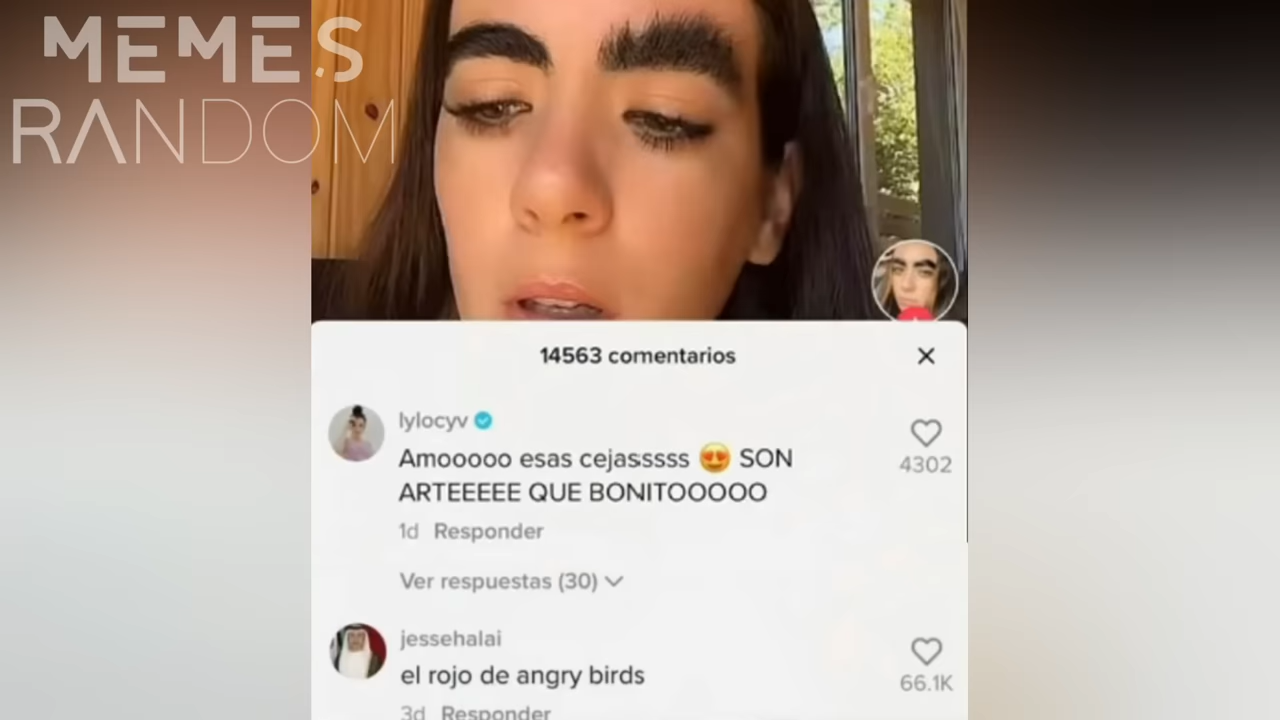 MEMES
RANDOM
14563 comentarios
lylocyv
Amooooo esas cejasssss 😍 SON
ARTEEEEE QUE BONITOOOOO
4302
1d Responder
Ver respuestas (30)
jessehalai
el rojo de angry birds
66.1K
3d Responder